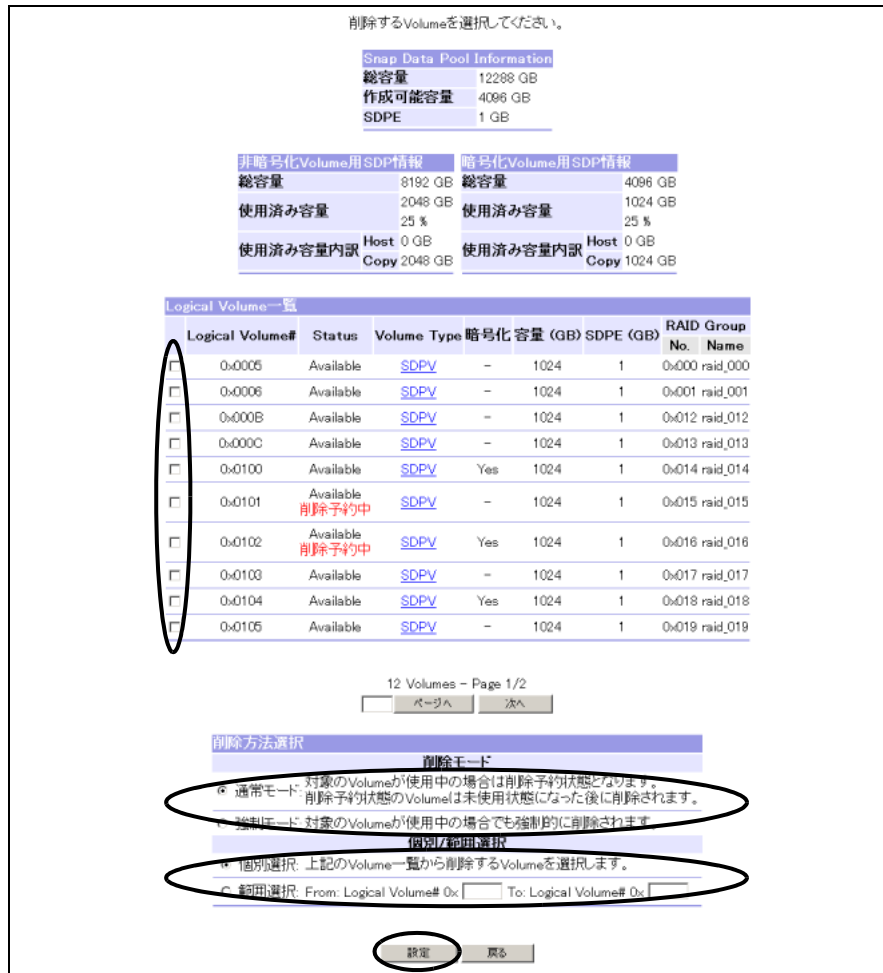 削除するVolumeを選択してください。
Snap Data Pool Information
総容量 12288 GB
作成可能容量 4096 GB
SDPE 1 GB
非暗号化Volume用SDP情報
総容量 8192 GB
使用済み容量 2048 GB
25 %
使用済み容量内訳 Host 0 GB
Copy 2048 GB
暗号化Volume用SDP情報
総容量 4096 GB
使用済み容量 1024 GB
25 %
使用済み容量内訳 Host 0 GB
Copy 1024 GB
Logical Volume一覧
Logical Volume# Status Volume Type 暗号化 容量 (GB) SDPE (GB) RAID Group
No. Name
0x0005 Available SDPV - 1024 1 0x000 raid_000
0x0006 Available SDPV - 1024 1 0x001 raid_001
0x000B Available SDPV - 1024 1 0x012 raid_012
0x000C Available SDPV - 1024 1 0x013 raid_013
0x0100 Available SDPV Yes 1024 1 0x014 raid_014
0x0101 Available 削除予約中 SDPV - 1024 1 0x015 raid_015
0x0102 Available 削除予約中 SDPV Yes 1024 1 0x016 raid_016
0x0103 Available SDPV - 1024 1 0x017 raid_017
0x0104 Available SDPV Yes 1024 1 0x018 raid_018
0x0105 Available SDPV - 1024 1 0x019 raid_019
12 Volumes - Page 1/2
ページへ 次へ
削除方法選択
削除モード
通常モード: 対象のVolumeが使用中の場合は削除予約状態となります。
削除予約状態のVolumeは未使用状態になった後に削除されます。
強制モード: 対象のVolumeが使用中の場合でも強制的に削除されます。
個別/範囲選択
個別選択: 上記のVolume一覧から削除するVolumeを選択します。
範囲選択: From: Logical Volume# 0x To: Logical Volume# 0x
設定 戻る